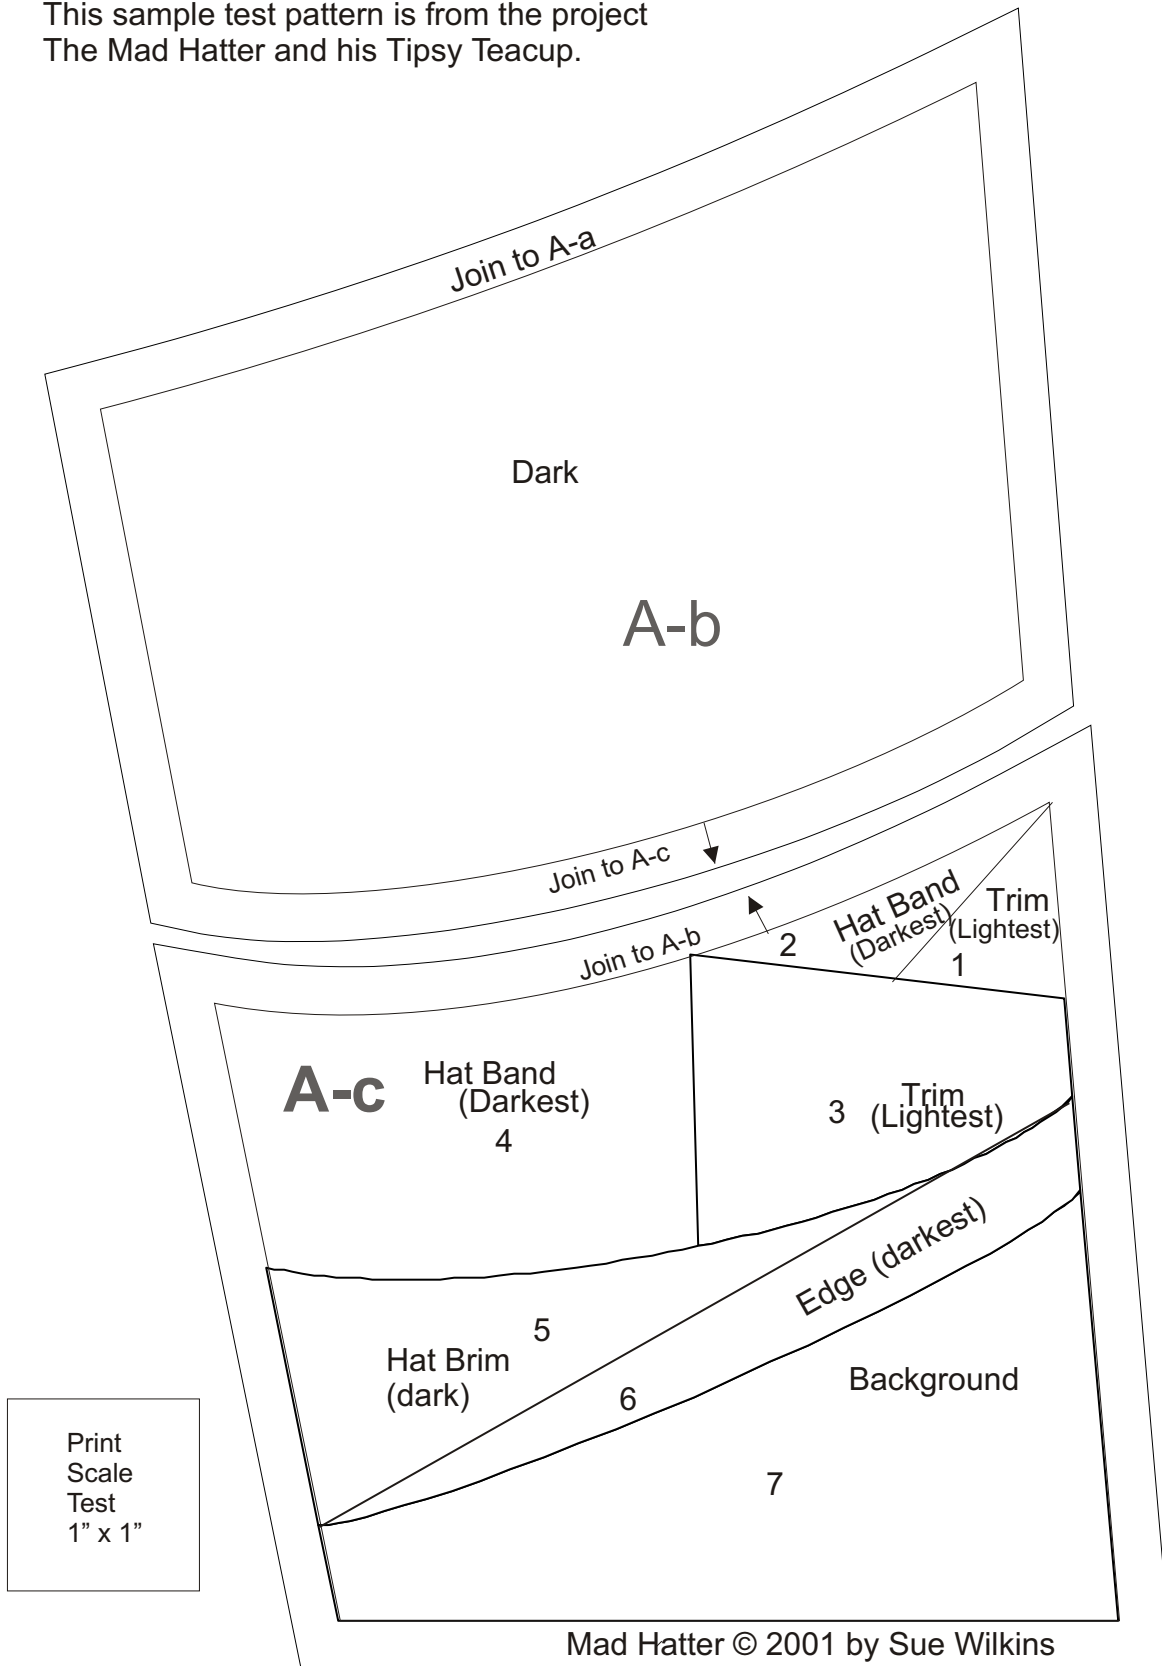 This sample test pattern is from the project
The Mad Hatter and his Tipsy Teacup.
Join to A-a
Dark
A-b
Join to A-c
Join to A-b
2
Hat Band
(Darkest)
Trim
(Lightest)
1
A-c
Hat Band
(Darkest)
4
3
Trim
(Lightest)
Edge (darkest)
5
Hat Brim
(dark)
6
Background
7
Print
Scale
Test
1” x 1”
Mad Hatter © 2001 by Sue Wilkins